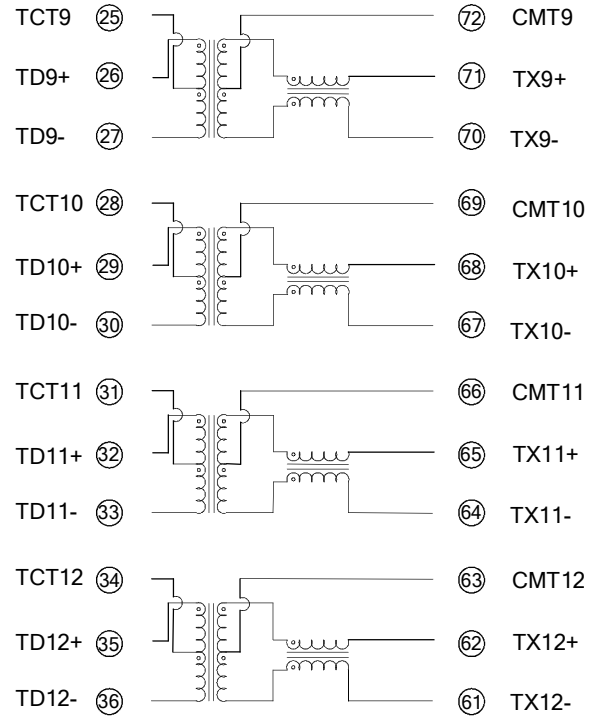 TCT9 25 72 CMT9
TD9+ 26 71 TX9+
TD9- 27 70 TX9-
TCT10 28 69 CMT10
TD10+ 29 68 TX10+
TD10- 30 67 TX10-
TCT11 31 66 CMT11
TD11+ 32 65 TX11+
TD11- 33 64 TX11-
TCT12 34 63 CMT12
TD12+ 35 62 TX12+
TD12- 36 61 TX12-